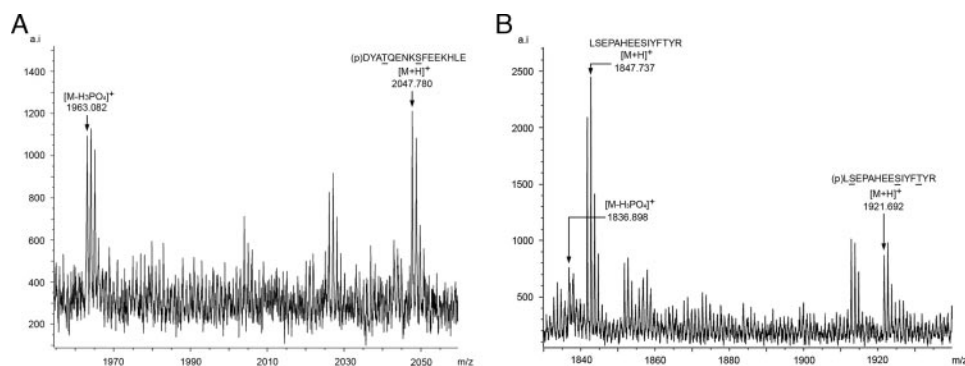 A
a.i
1400
1200
1000
800
600
400
200
1970
1990
2010
2030
2050
m/z
[M-H₃PO₄]⁺
1963.082
(p)DYATQENKSFEEKHLE
[M+H]⁺
2047.780
B
a.i
2500
2000
1500
1000
500
1840
1860
1880
1900
1920
m/z
LSEPAHEESIYFTYR
[M+H]⁺
1847.737
[M-H₃PO₄]⁺
1836.898
(p)LSEPAHEESIYFTYR
[M+H]⁺
1921.692